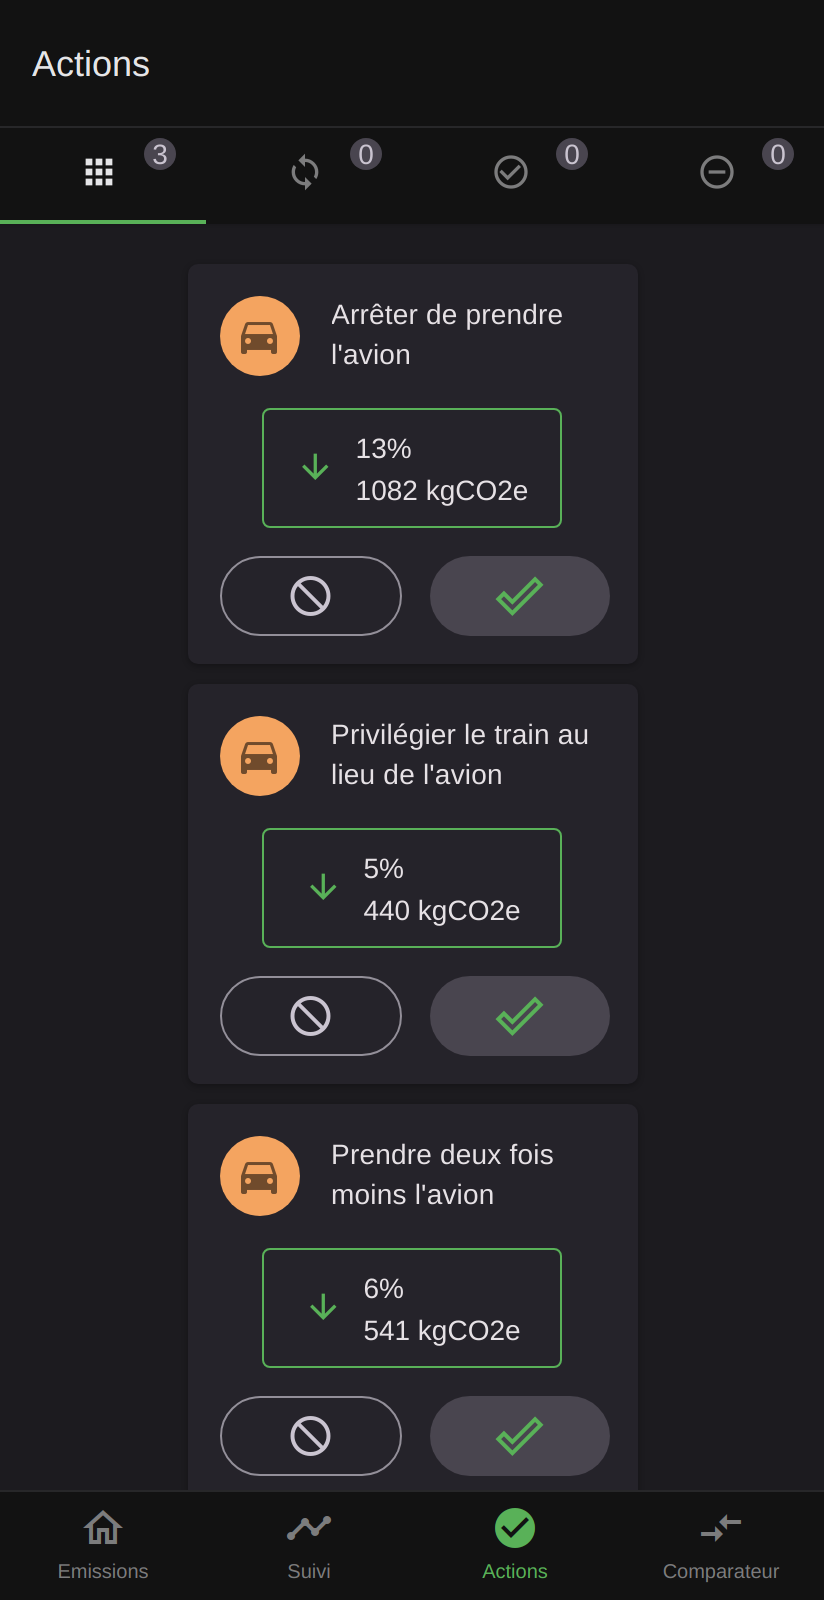 Actions
3
0
0
0
Arrêter de prendre
l'avion
13%
1082 kgCO2e
Privilégier le train au
lieu de l'avion
5%
440 kgCO2e
Prendre deux fois
moins l'avion
6%
541 kgCO2e
Emissions
Suivi
Actions
Comparateur